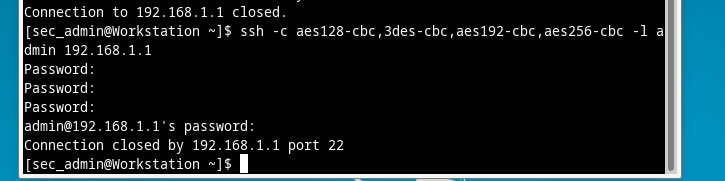 Connection to 192.168.1.1 closed.
[sec_admin@Workstation ~]$ ssh -c aes128-cbc,3des-cbc,aes192-cbc,aes256-cbc -l a
dmin 192.168.1.1
Password:
Password:
Password:
admin@192.168.1.1's password:
Connection closed by 192.168.1.1 port 22
[sec_admin@Workstation ~]$